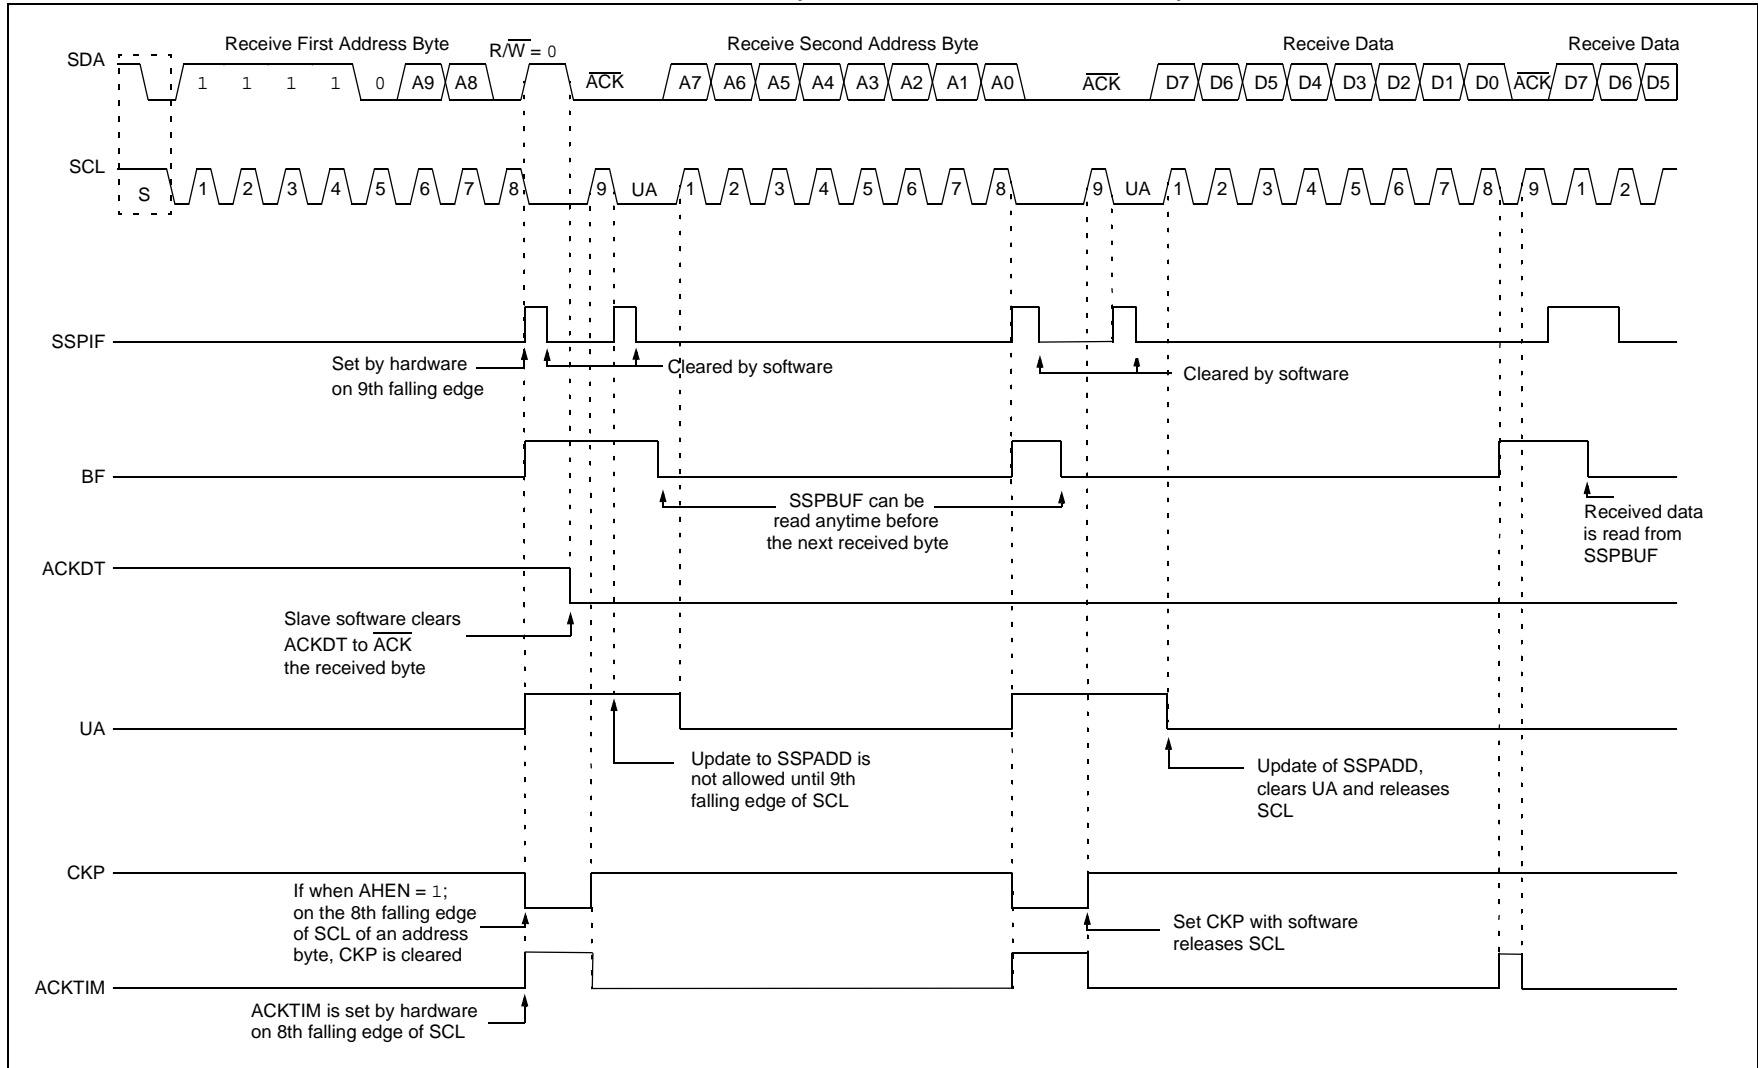 Receive First Address Byte
R/W = 0
Receive Second Address Byte
Receive Data
Receive Data
SDA
1 1 1 1 0 A9 A8
ACK
A7 A6 A5 A4 A3 A2 A1 A0
ACK
D7 D6 D5 D4 D3 D2 D1 D0 ACK D7 D6 D5
SCL
S
1 2 3 4 5 6 7 8 9 UA 1 2 3 4 5 6 7 8 9 UA 1 2 3 4 5 6 7 8 9 1 2
SSPIF
Set by hardware
on 9th falling edge
Cleared by software
Cleared by software
BF
SSPBUF can be
read anytime before
the next received byte
Received data
is read from
SSPBUF
ACKDT
Slave software clears
ACKDT to ACK
the received byte
UA
Update to SSPADD is
not allowed until 9th
falling edge of SCL
Update of SSPADD,
clears UA and releases
SCL
CKP
If when AHEN = 1;
on the 8th falling edge
of SCL of an address
byte, CKP is cleared
Set CKP with software
releases SCL
ACKTIM
ACKTIM is set by hardware
on 8th falling edge of SCL